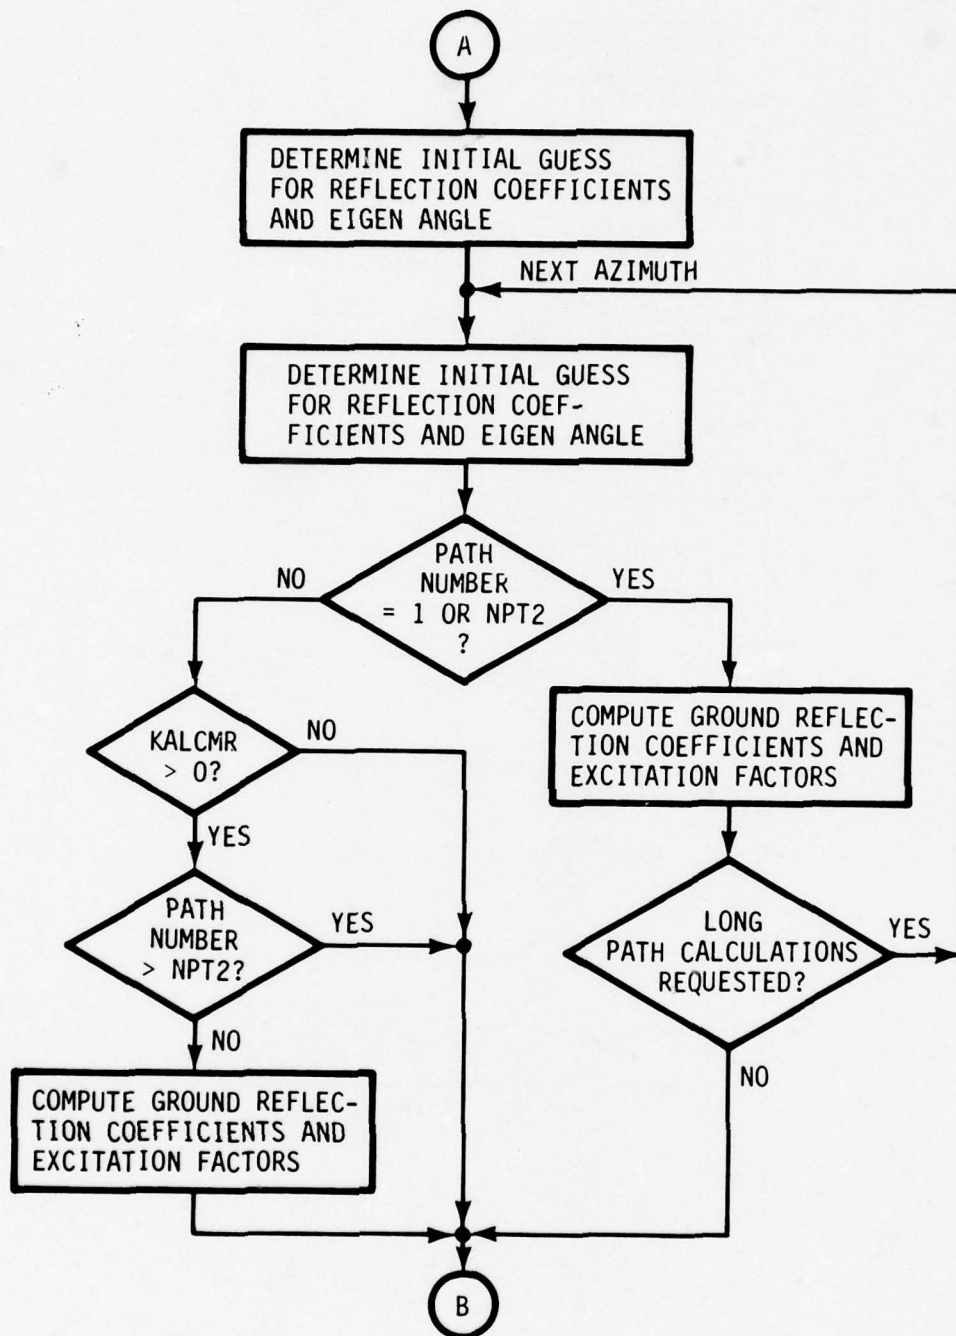 A
DETERMINE INITIAL GUESS
FOR REFLECTION COEFFICIENTS
AND EIGEN ANGLE
NEXT AZIMUTH
DETERMINE INITIAL GUESS
FOR REFLECTION COEF-
FICIENTS AND EIGEN ANGLE
PATH
NUMBER
= 1 OR NPT2
?
NO
YES
KALCMR
> 0?
NO
YES
COMPUTE GROUND REFLEC-
TION COEFFICIENTS AND
EXCITATION FACTORS
PATH
NUMBER
> NPT2?
YES
NO
LONG
PATH CALCULATIONS
REQUESTED?
YES
NO
COMPUTE GROUND REFLEC-
TION COEFFICIENTS AND
EXCITATION FACTORS
B